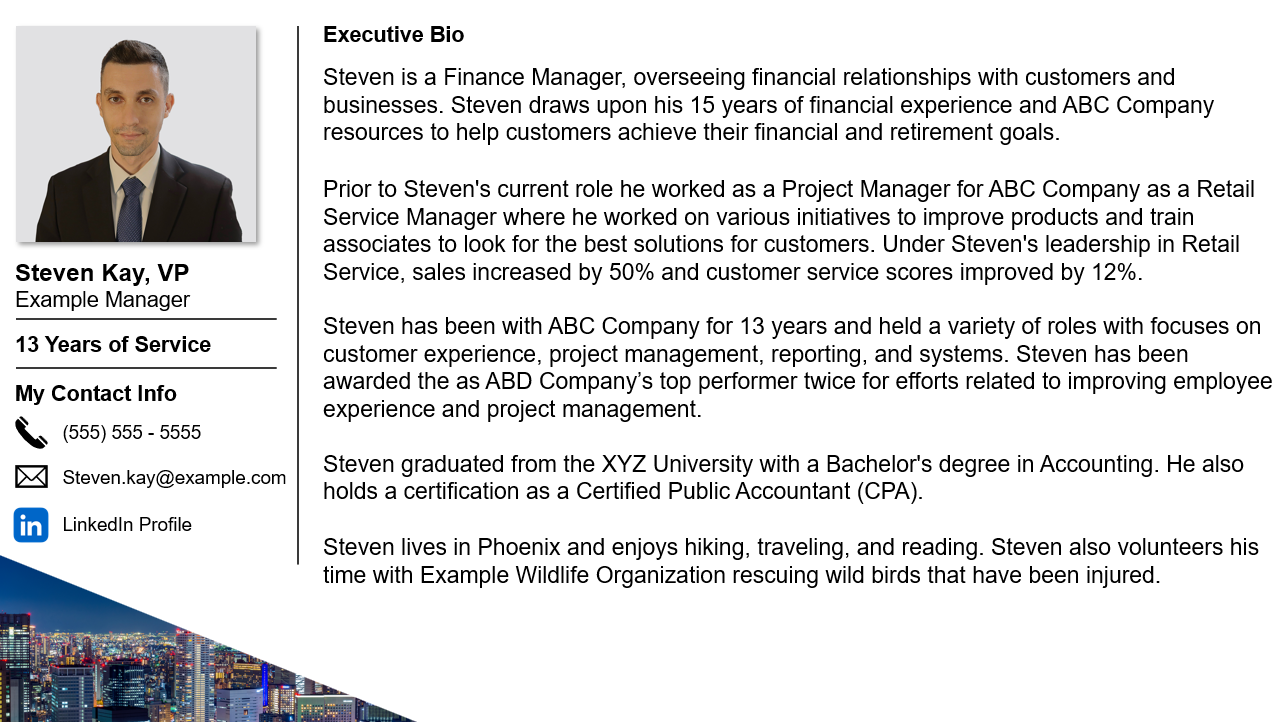 Steven Kay, VP
Example Manager
13 Years of Service
My Contact Info
(555) 555 - 5555
Steven.kay@example.com
in
LinkedIn Profile
Executive Bio
Steven is a Finance Manager, overseeing financial relationships with customers and
businesses. Steven draws upon his 15 years of financial experience and ABC Company
resources to help customers achieve their financial and retirement goals.
Prior to Steven's current role he worked as a Project Manager for ABC Company as a Retail
Service Manager where he worked on various initiatives to improve products and train
associates to look for the best solutions for customers. Under Steven's leadership in Retail
Service, sales increased by 50% and customer service scores improved by 12%.
Steven has been with ABC Company for 13 years and held a variety of roles with focuses on
customer experience, project management, reporting, and systems. Steven has been
awarded the as ABD Company’s top performer twice for efforts related to improving employee
experience and project management.
Steven graduated from the XYZ University with a Bachelor's degree in Accounting. He also
holds a certification as a Certified Public Accountant (CPA).
Steven lives in Phoenix and enjoys hiking, traveling, and reading. Steven also volunteers his
time with Example Wildlife Organization rescuing wild birds that have been injured.